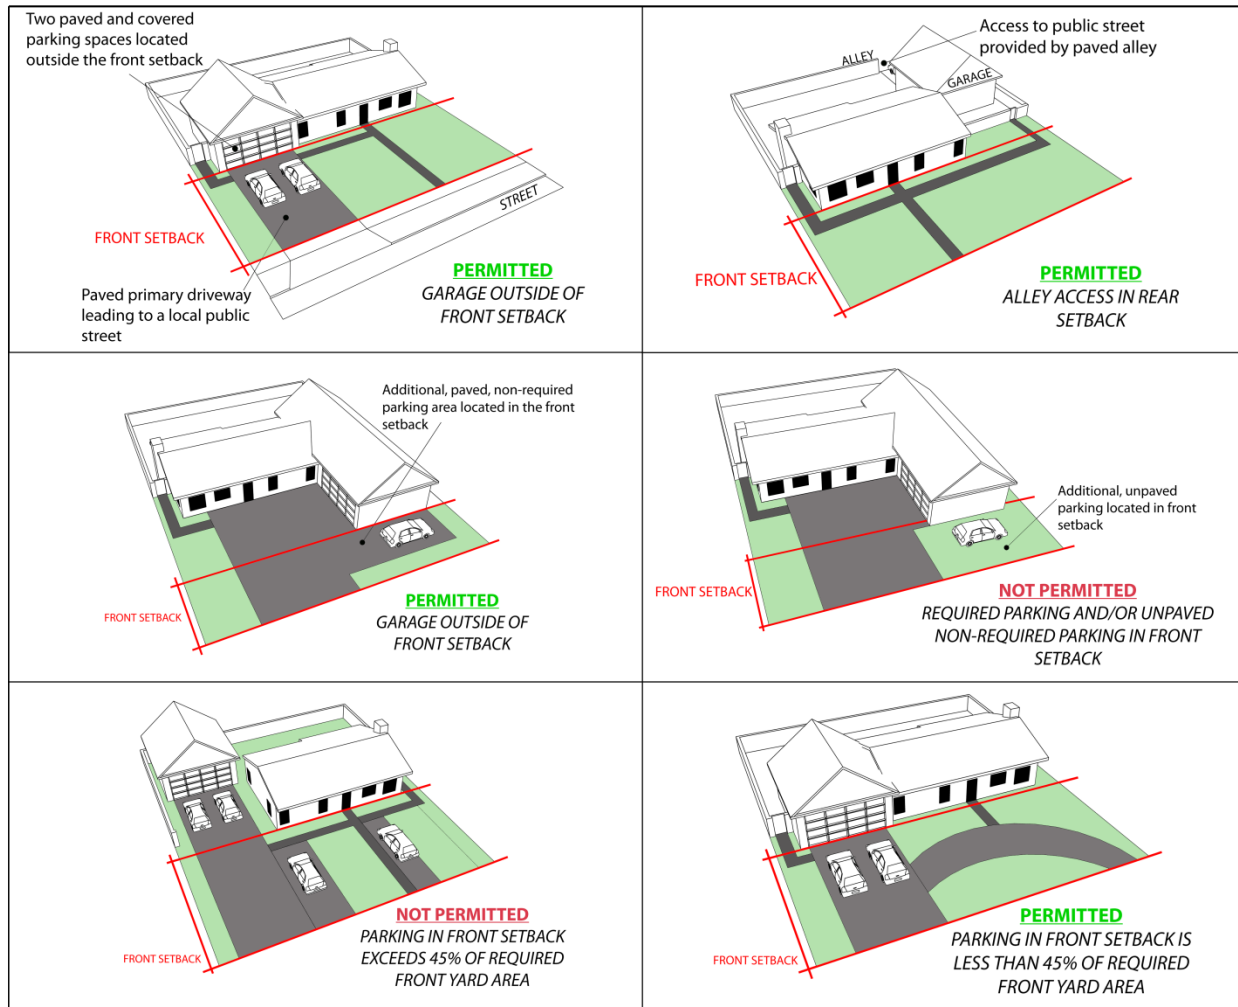 Two paved and covered
parking spaces located
outside the front setback
STREET
FRONT SETBACK
Paved primary driveway
leading to a local public
street
PERMITTED
GARAGE OUTSIDE OF
FRONT SETBACK
Access to public street
provided by paved alley
ALLEY
GARAGE
FRONT SETBACK
PERMITTED
ALLEY ACCESS IN REAR
SETBACK
Additional, paved, non-required
parking area located in the front
setback
FRONT SETBACK
PERMITTED
GARAGE OUTSIDE OF
FRONT SETBACK
Additional, unpaved
parking located in front
setback
FRONT SETBACK
NOT PERMITTED
REQUIRED PARKING AND/OR UNPAVED
NON-REQUIRED PARKING IN FRONT
SETBACK
FRONT SETBACK
NOT PERMITTED
PARKING IN FRONT SETBACK
EXCEEDS 45% OF REQUIRED
FRONT YARD AREA
FRONT SETBACK
PERMITTED
PARKING IN FRONT SETBACK IS
LESS THAN 45% OF REQUIRED
FRONT YARD AREA